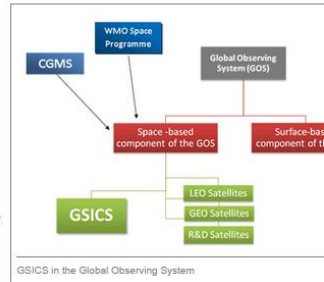 WMO Space
Programme
CGMS
Global Observing
System (GOS)
Space -based
component of the GOS
Surface-bas
component of th
GSICS
LEO Satellites
GEO Satellites
R&D Satellites
GSICS in the Global Observing System